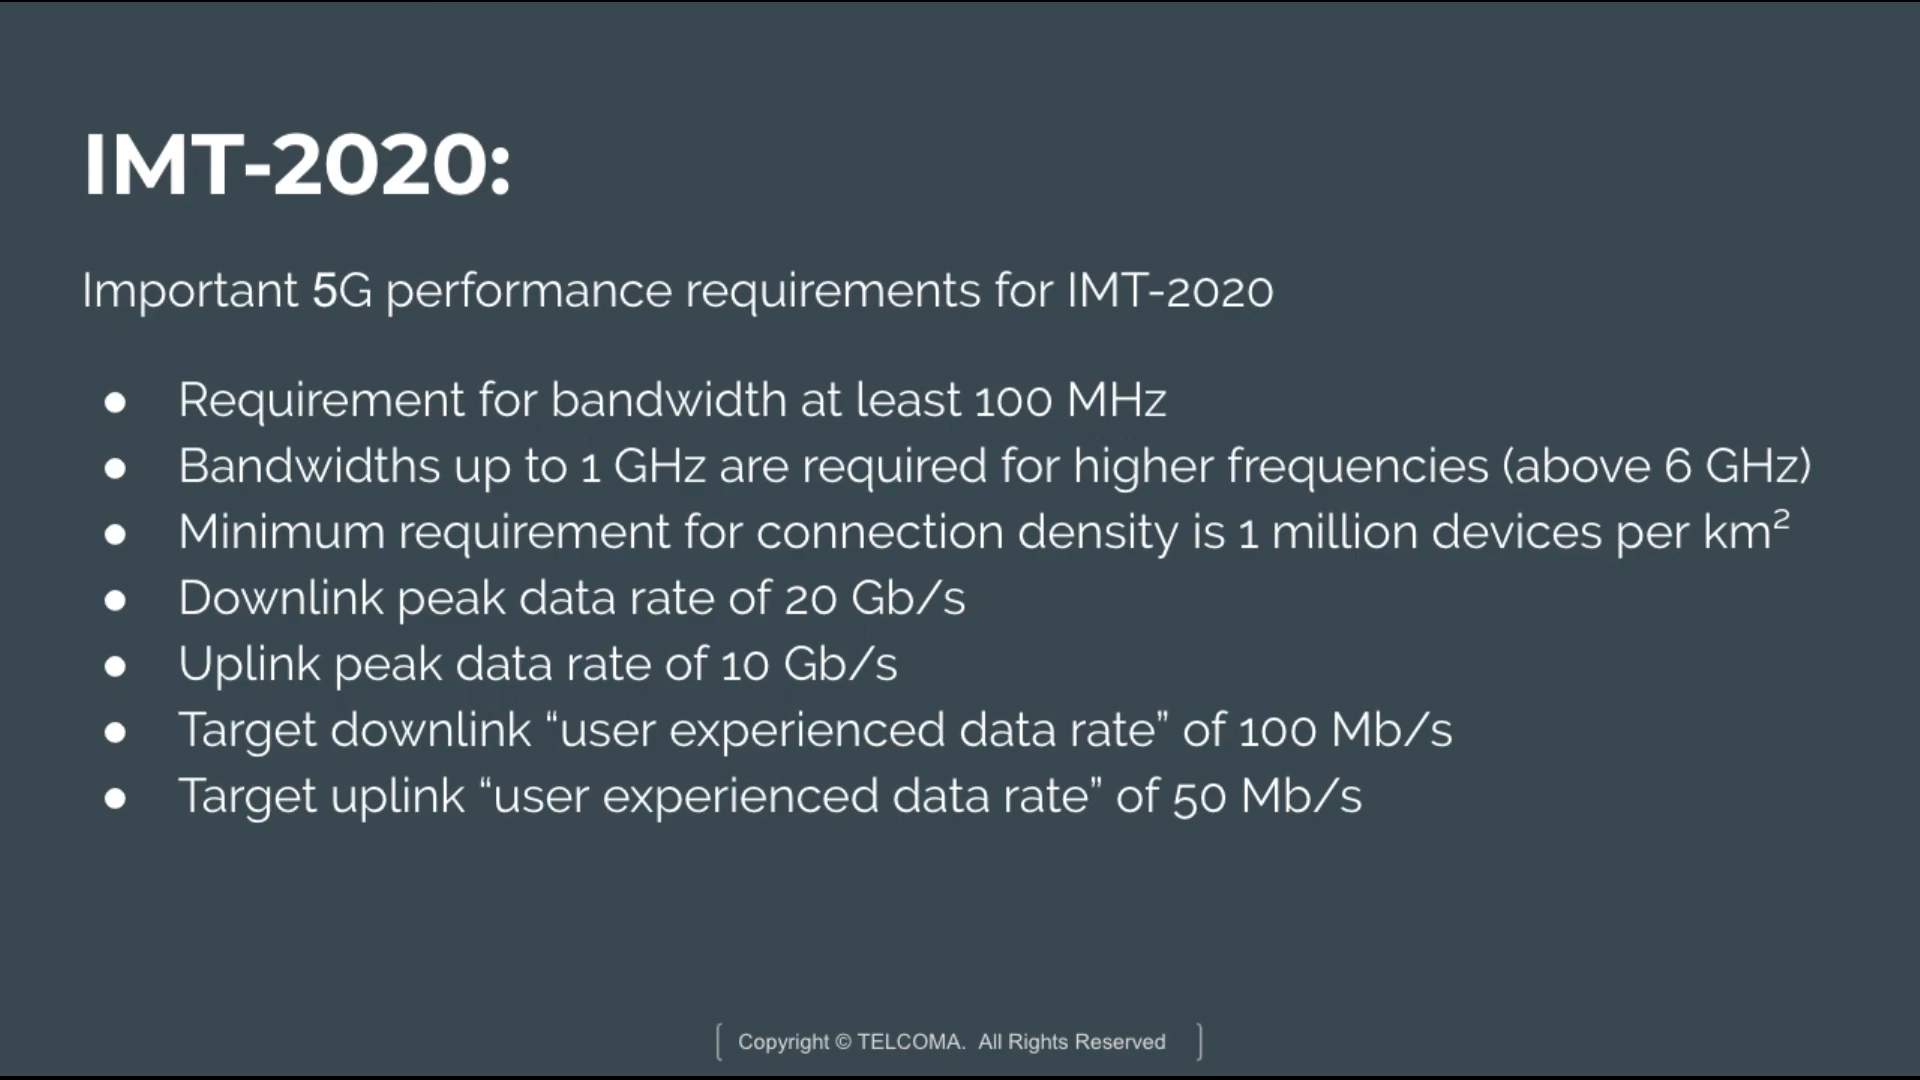 IMT-2020:
Important 5G performance requirements for IMT-2020
● Requirement for bandwidth at least 100 MHz
● Bandwidths up to 1 GHz are required for higher frequencies (above 6 GHz)
● Minimum requirement for connection density is 1 million devices per km²
● Downlink peak data rate of 20 Gb/s
● Uplink peak data rate of 10 Gb/s
● Target downlink “user experienced data rate” of 100 Mb/s
● Target uplink “user experienced data rate” of 50 Mb/s
[ Copyright © TELCOMA. All Rights Reserved ]